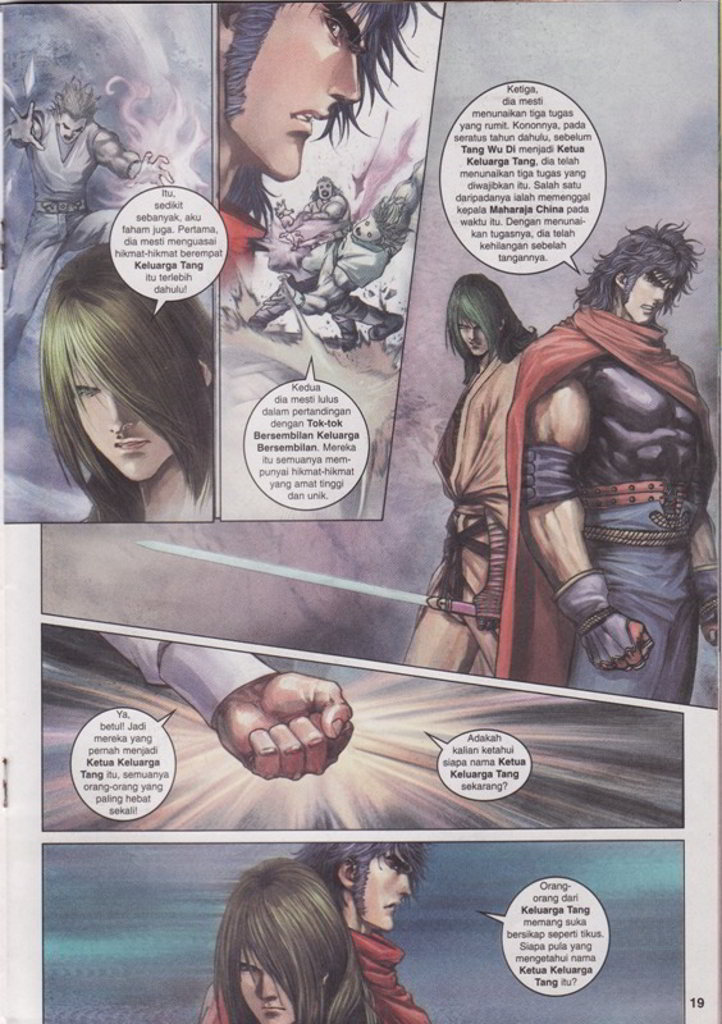 Itu,
sedikit
sebanyak, aku
faham juga. Pertama,
dia mesti menguasai
hikmat-hikmat berempat
Keluarga Tang
itu terlebih
dahulu!
Kedua
dia mesti lulus
dalam pertandingan
dengan Tok-tok
Bersembilan Keluarga
Bersembilan. Mereka
itu semuanya mem-
punyai hikmat-hikmat
yang amat tinggi
dan unik.
Ketiga,
dia mesti
menunaikan tiga tugas
yang rumit. Kononnya, pada
seratus tahun dahulu, sebelum
Tang Wu Di menjadi Ketua
Keluarga Tang, dia telah
menunaikan tiga tugas yang
diwajibkan itu. Salah satu
daripadanya ialah memenggal
kepala Maharaja China pada
waktu itu. Dengan menunai-
kan tugasnya, dia telah
kehilangan sebelah
tangannya.
Ya,
betul! Jadi
mereka yang
pernah menjadi
Ketua Keluarga
Tang itu, semuanya
orang-orang yang
paling hebat
sekali!
Adakah
kalian ketahui
siapa nama Ketua
Keluarga Tang
sekarang?
Orang-
orang dari
Keluarga Tang
memang suka
bersikap seperti tikus.
Siapa pula yang
mengetahui nama
Ketua Keluarga
Tang itu?
19